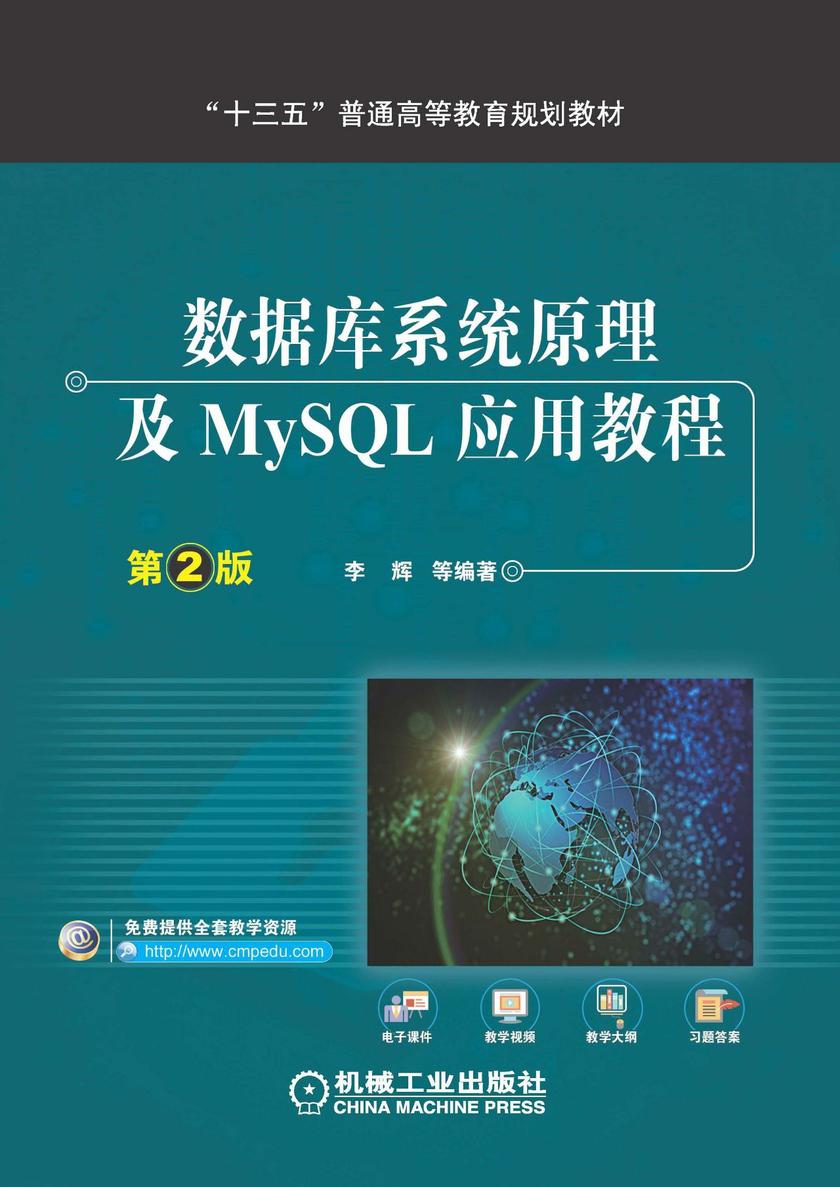 “十三五”普通高等教育规划教材
数据库系统原理
及 MySQL 应用教程
第2版
李 辉 等编著
@
免费提供全套教学资源
http://www.cmpedu.com
电子课件 教学视频 教学大纲 习题答案
机械工业出版社
CHINA MACHINE PRESS